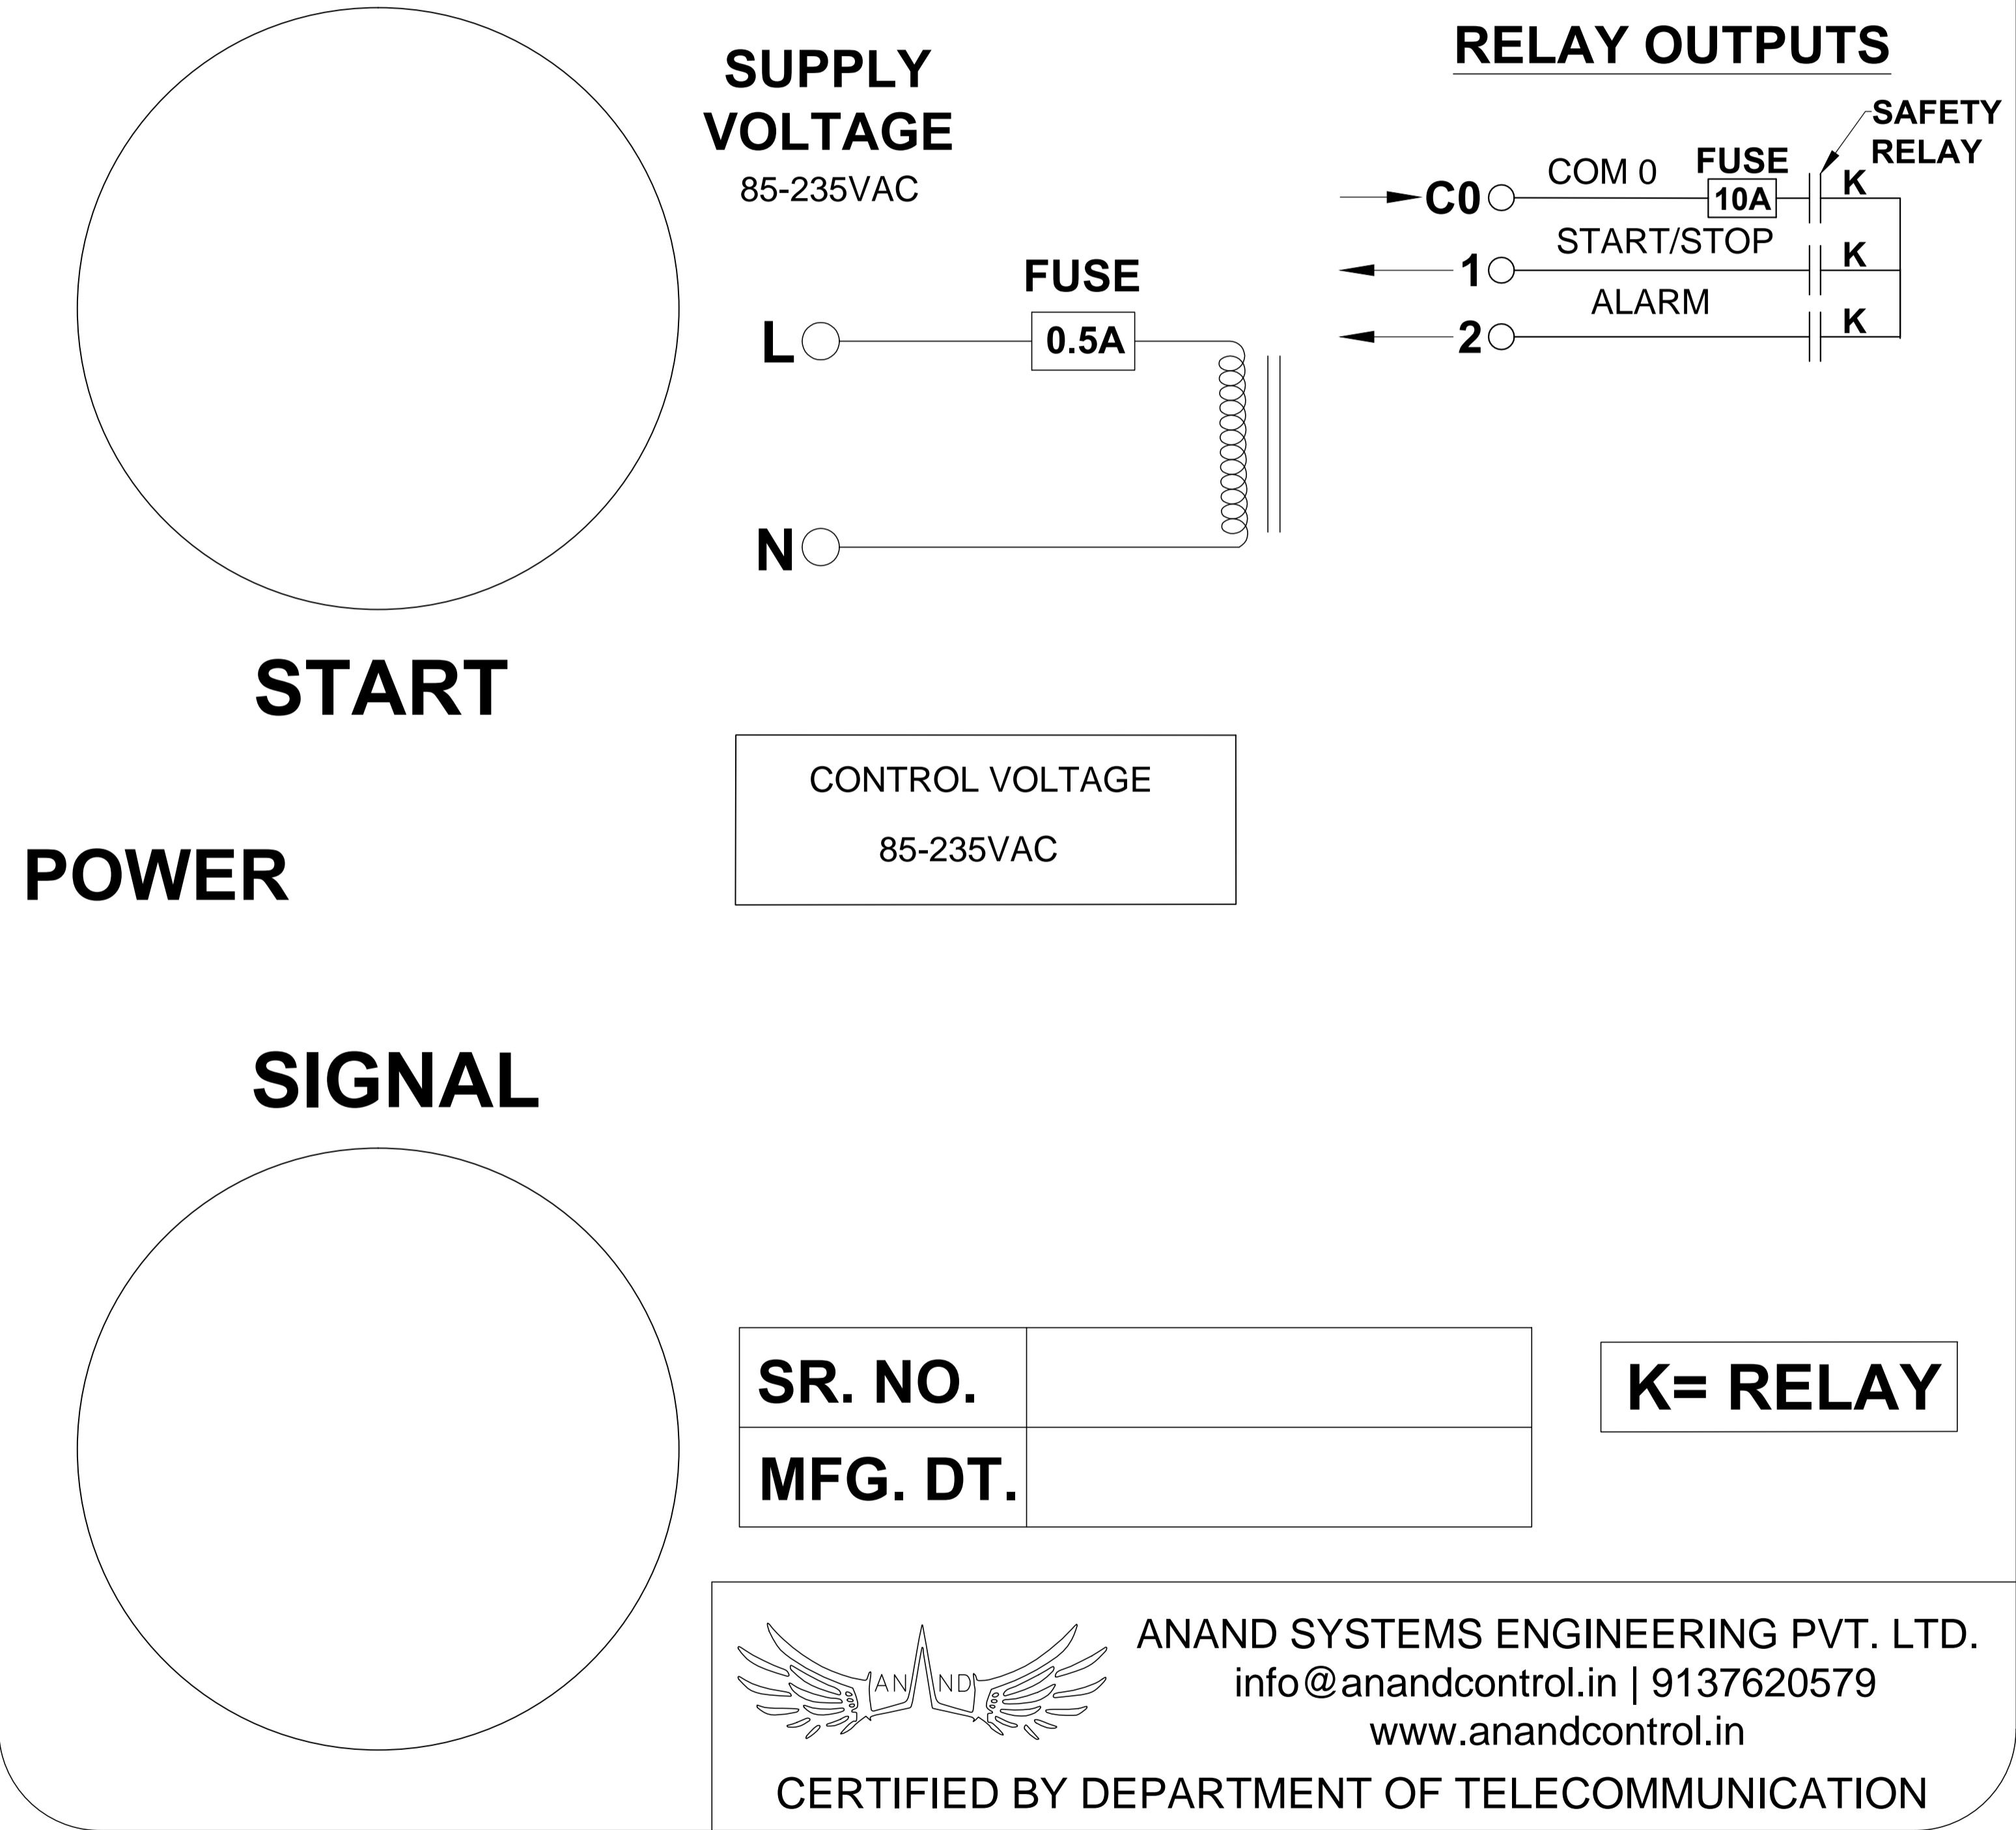 SUPPLY
VOLTAGE
85-235VAC
L
FUSE
0.5A
N
RELAY OUTPUTS
SAFETY
RELAY
C0 COM 0 FUSE 10A K
1 START/STOP K
2 ALARM K
START
CONTROL VOLTAGE
85-235VAC
POWER
SIGNAL
SR. NO.
MFG. DT.
K= RELAY
AN ND
ANAND SYSTEMS ENGINEERING PVT. LTD.
info@anandcontrol.in | 9137620579
www.anandcontrol.in
CERTIFIED BY DEPARTMENT OF TELECOMMUNICATION